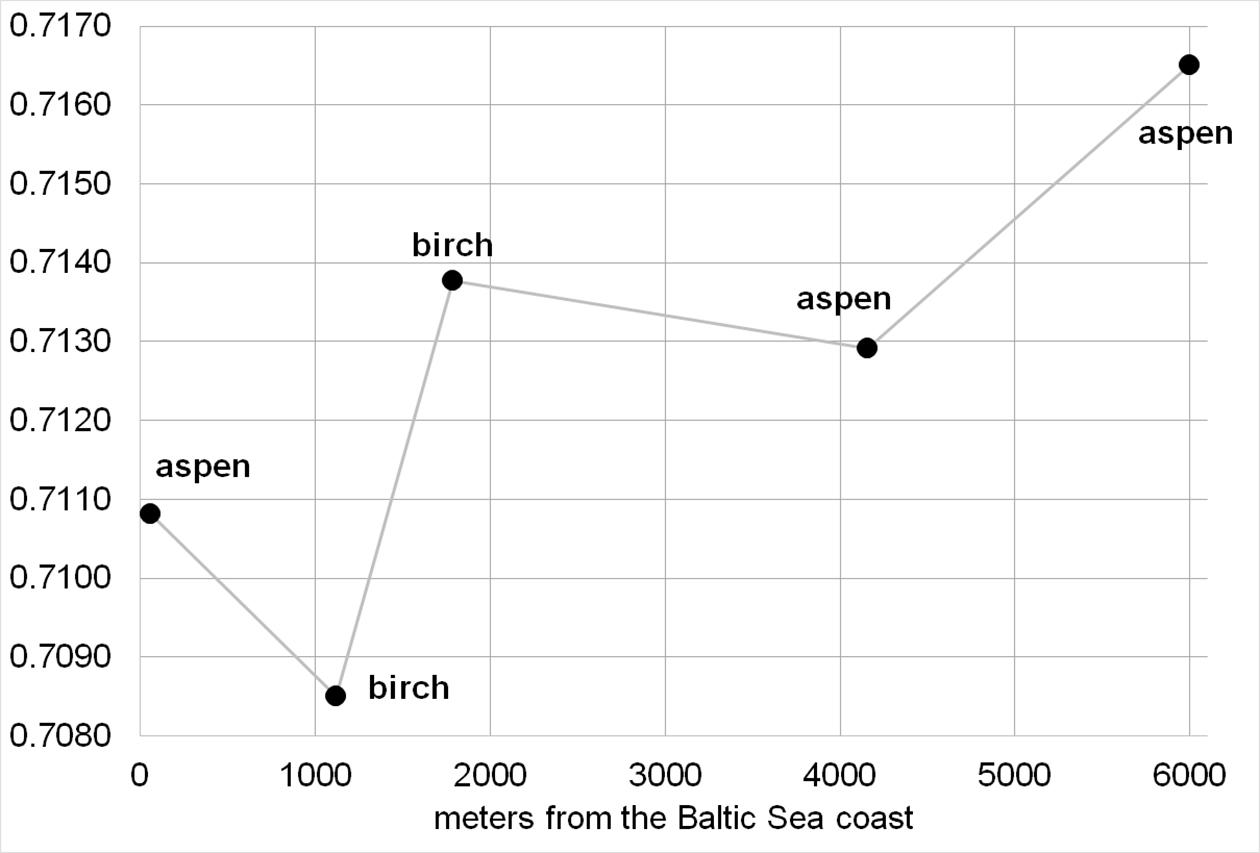 0.7170
0.7160
aspen
0.7150
birch
0.7140
aspen
0.7130
0.7120
aspen
0.7110
0.7100
0.7090
birch
0.7080
0 1000 2000 3000 4000 5000 6000
meters from the Baltic Sea coast